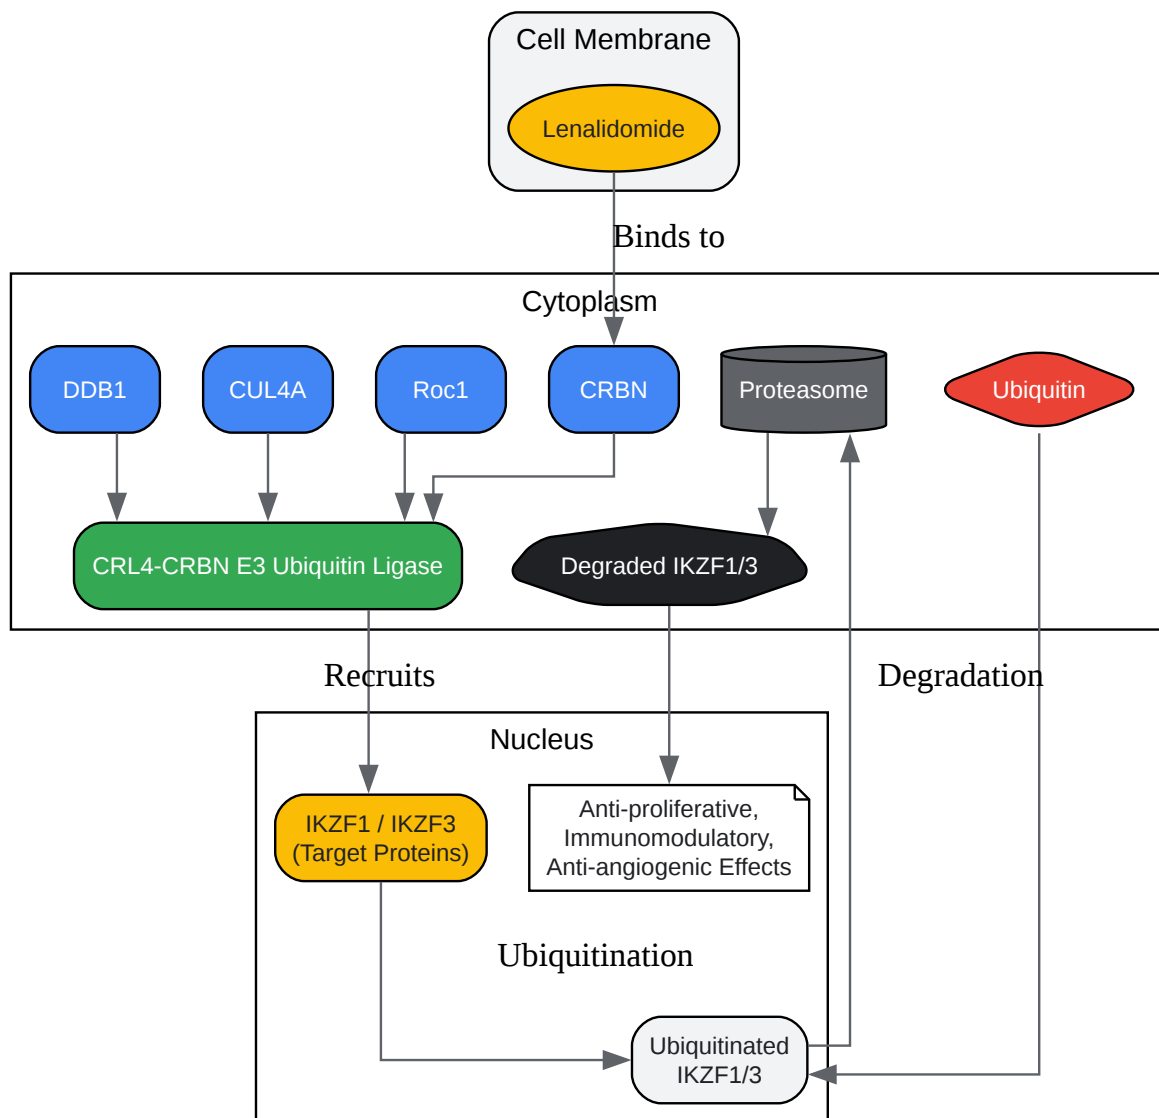 Cell Membrane
Lenalidomide
Binds to
Cytoplasm
DDB1
CUL4A
Roc1
CRBN
Proteasome
Ubiquitin
CRL4-CRBN E3 Ubiquitin Ligase
Degraded IKZF1/3
Recruits
Degradation
Nucleus
IKZF1 / IKZF3
(Target Proteins)
Anti-proliferative,
Immunomodulatory,
Anti-angiogenic Effects
Ubiquitination
Ubiquitinated
IKZF1/3